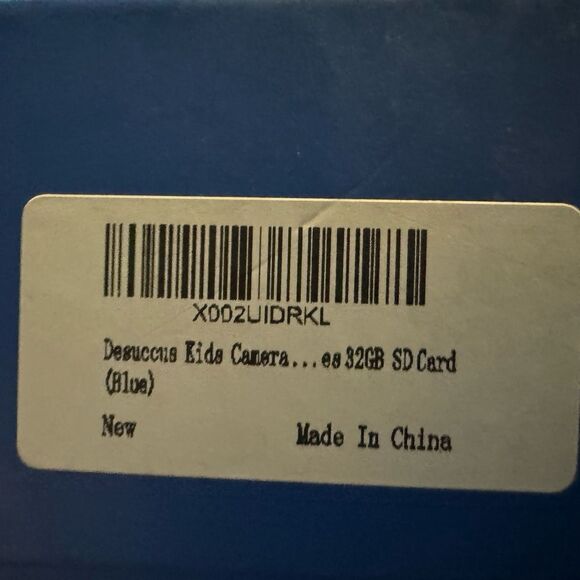 X002UIDRKL
Desuccus Kids Camera...es 32GB SD Card
(Blue)
New Made In China